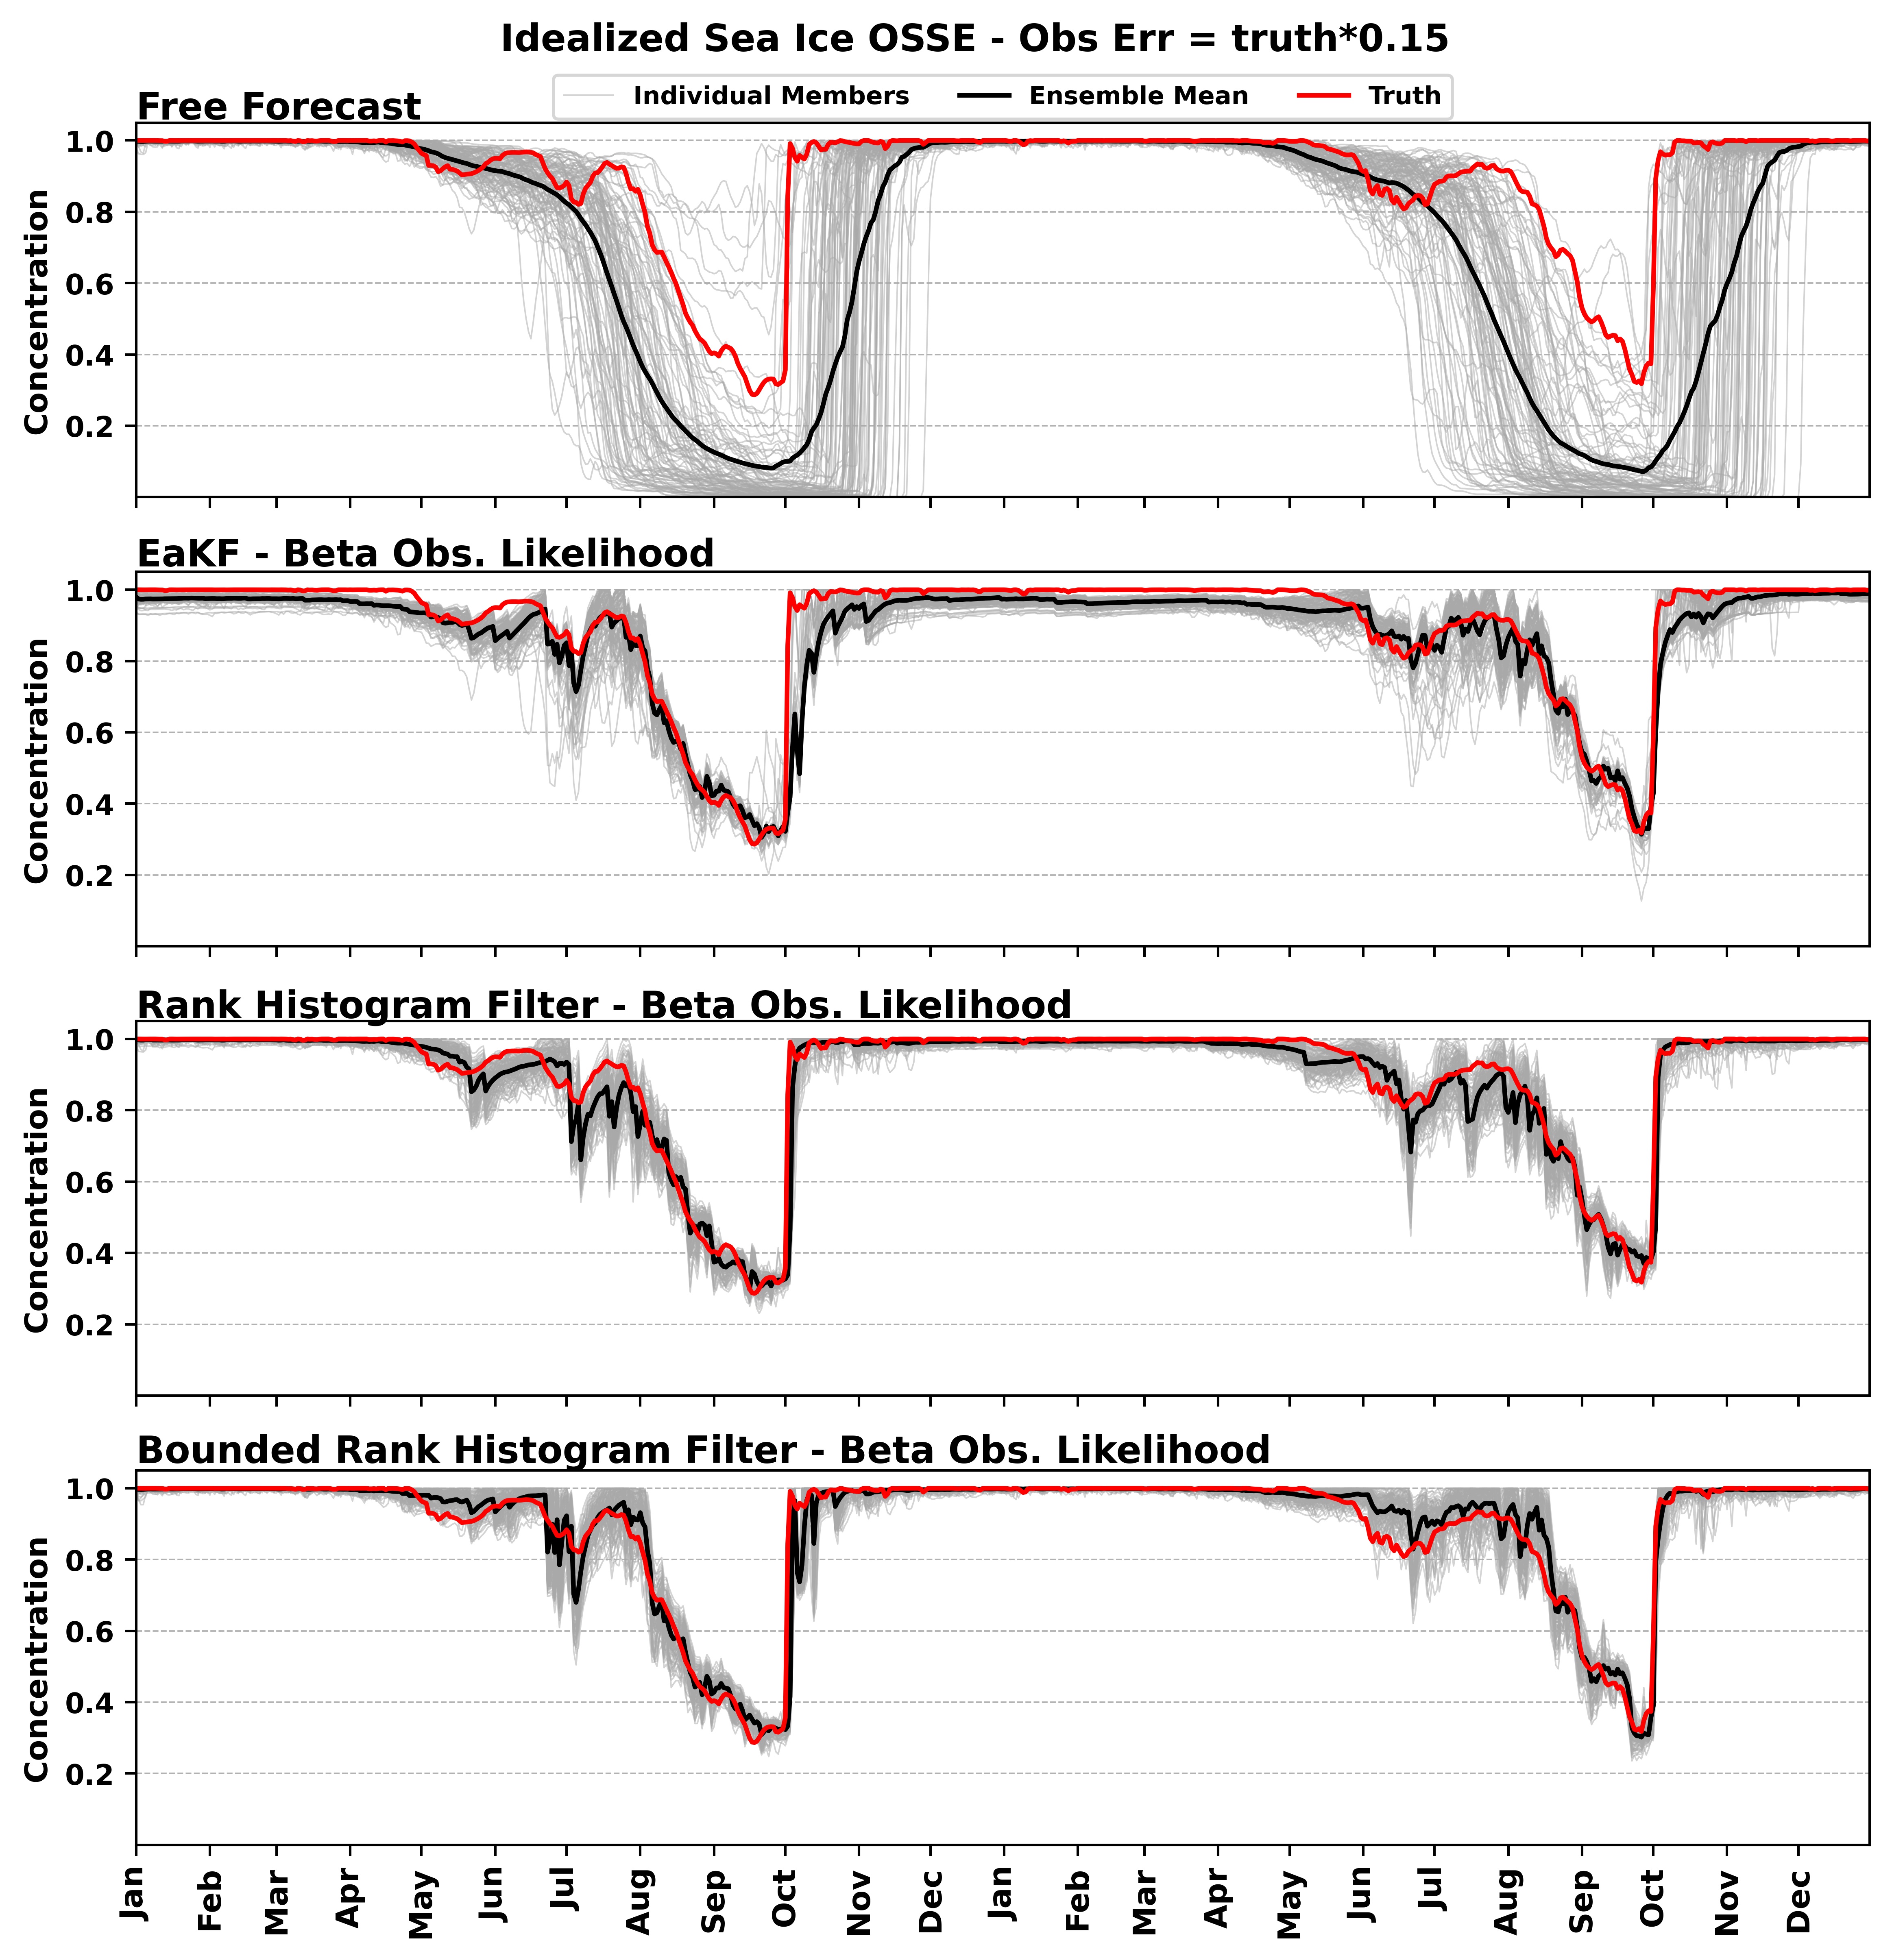 Idealized Sea Ice OSSE - Obs Err = truth*0.15
Individual Members Ensemble Mean Truth
Free Forecast
Concentration
1.0
0.8
0.6
0.4
0.2
EaKF - Beta Obs. Likelihood
Concentration
1.0
0.8
0.6
0.4
0.2
Rank Histogram Filter - Beta Obs. Likelihood
Concentration
1.0
0.8
0.6
0.4
0.2
Bounded Rank Histogram Filter - Beta Obs. Likelihood
Concentration
1.0
0.8
0.6
0.4
0.2
Jan Feb Mar Apr May Jun Jul Aug Sep Oct Nov Dec Jan Feb Mar Apr May Jun Jul Aug Sep Oct Nov Dec